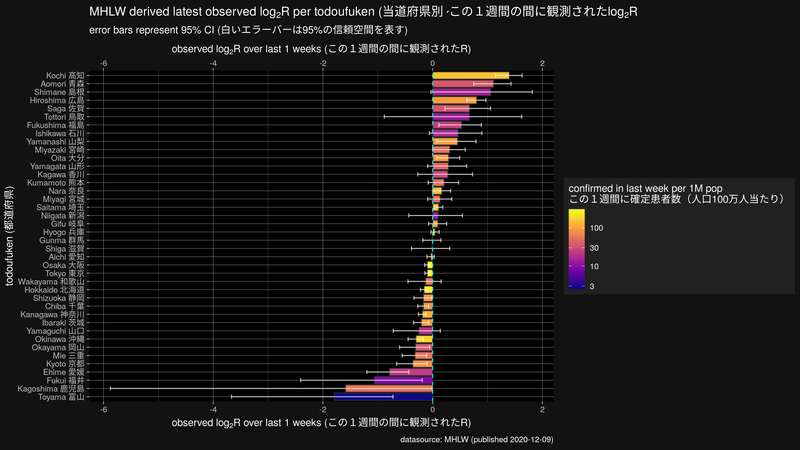 MHLW derived latest observed log2R per todoufuken (当道府県別 -この１週間の間に観測されたlog2R
error bars represent 95% CI (白いエラーバーは95%の信頼空間を表す)
observed log2R over last 1 weeks (この１週間の間に観測されたR)
-6 -4 -2 0 2
todoufuken (都道府県)
Kochi 高知
Aomori 青森
Shimane 島根
Hiroshima 広島
Saga 佐賀
Tottori 鳥取
Fukushima 福島
Ishikawa 石川
Yamanashi 山梨
Miyazaki 宮崎
Oita 大分
Yamagata 山形
Kagawa 香川
Kumamoto 熊本
Nara 奈良
Miyagi 宮城
Saitama 埼玉
Niigata 新潟
Gifu 岐阜
Hyogo 兵庫
Gunma 群馬
Shiga 滋賀
Aichi 愛知
Osaka 大阪
Tokyo 東京
Wakayama 和歌山
Hokkaido 北海道
Shizuoka 静岡
Chiba 千葉
Kanagawa 神奈川
Ibaraki 茨城
Yamaguchi 山口
Okinawa 沖縄
Okayama 岡山
Mie 三重
Kyoto 京都
Ehime 愛媛
Fukui 福井
Kagoshima 鹿児島
Toyama 富山
-6 -4 -2 0 2
observed log2R over last 1 weeks (この１週間の間に観測されたR)
confirmed in last week per 1M pop
この１週間に確定患者数（人口100万人当たり）
100
30
10
3
datasource: MHLW (published 2020-12-09)